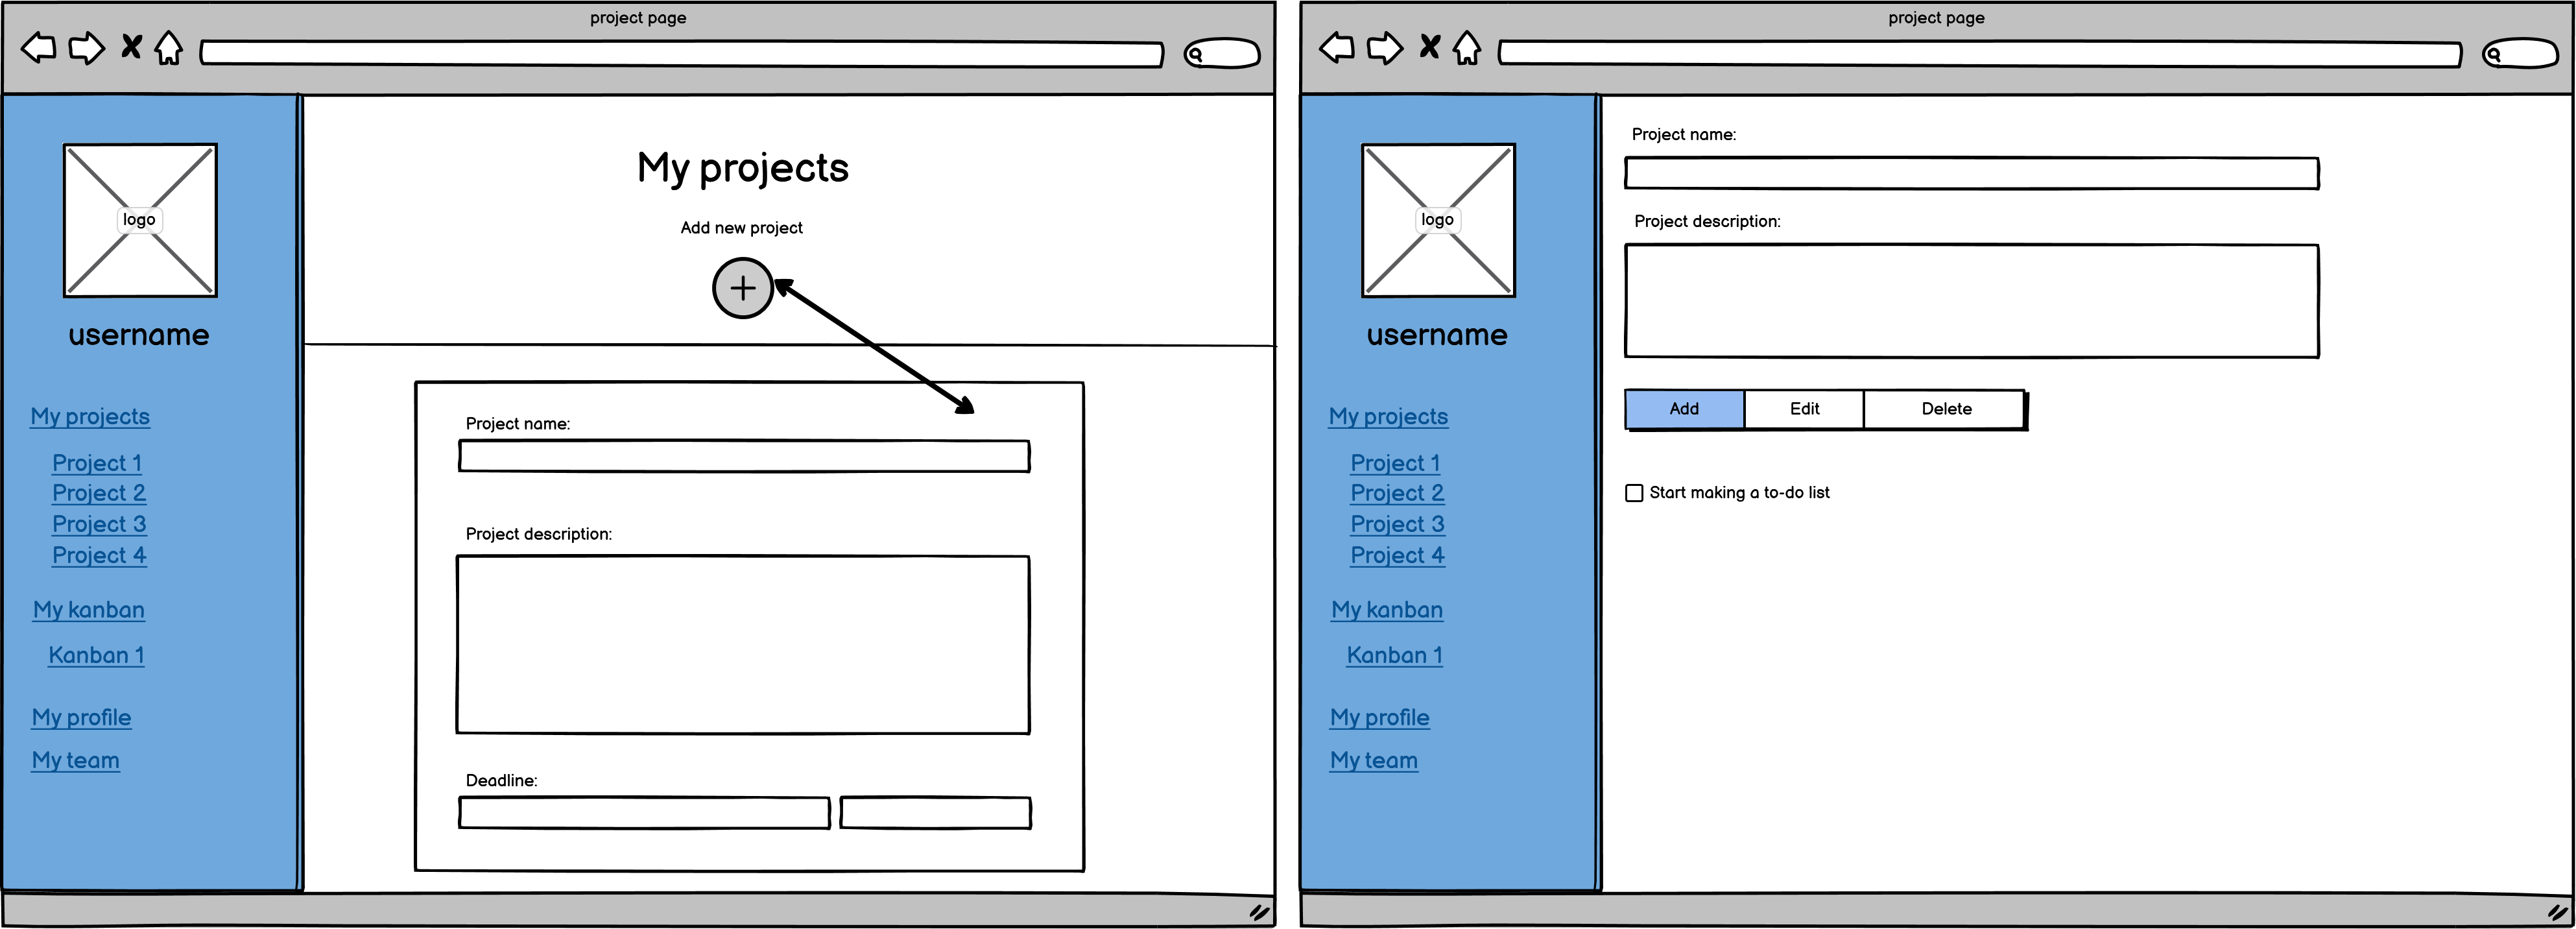 project page
logo
username
My projects
Project 1
Project 2
Project 3
Project 4
My kanban
Kanban 1
My profile
My team
My projects
Add new project
Project name:
Project description:
Deadline:
project page
logo
username
My projects
Project 1
Project 2
Project 3
Project 4
My kanban
Kanban 1
My profile
My team
Project name:
Project description:
Add Edit Delete
Start making a to-do list